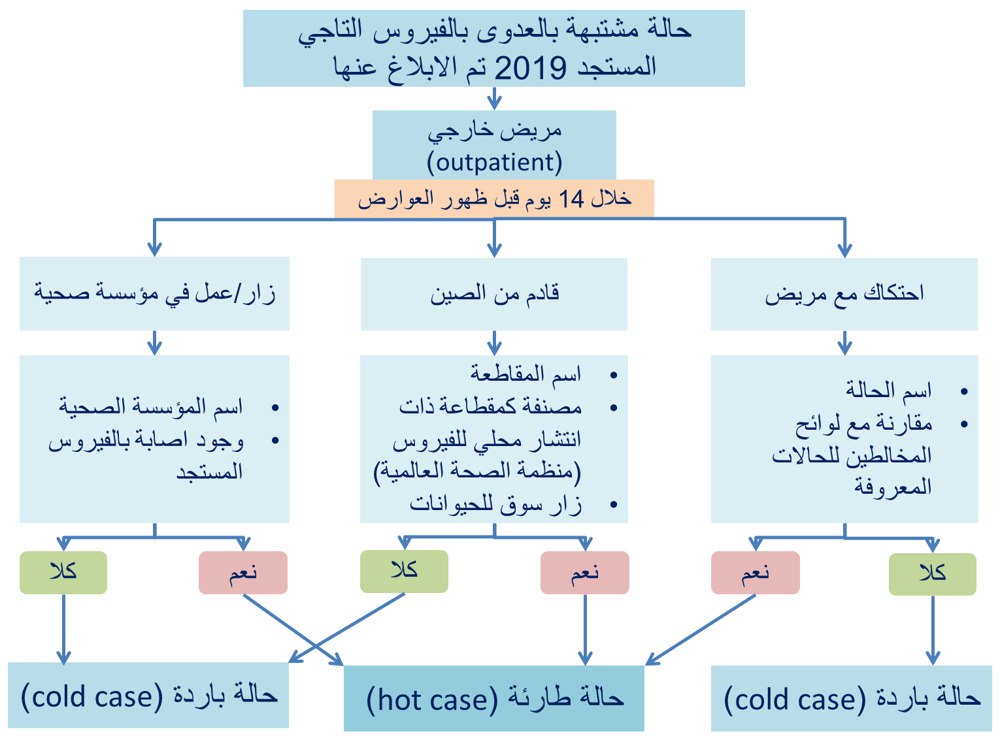 حالة مشتبهة بالعدوى بالفيروس التاجي
المستجد 2019 تم الابلاغ عنها
مريض خارجي
(outpatient)
خلال 14 يوم قبل ظهور العوارض
احتكاك مع مريض
قادم من الصين
زار/عمل في مؤسسة صحية
• اسم الحالة
• مقارنة مع لوائح
المخالطين للحالات
المعروفة
• اسم المقاطعة
• مصنفة كمقطاعة ذات
انتشار محلي للفيروس
(منظمة الصحة العالمية)
• زار سوق للحيوانات
• اسم المؤسسة الصحية
• وجود اصابة بالفيروس
المستجد
كلا
نعم
نعم
كلا
نعم
كلا
حالة باردة (cold case)
حالة طارئة (hot case)
حالة باردة (cold case)